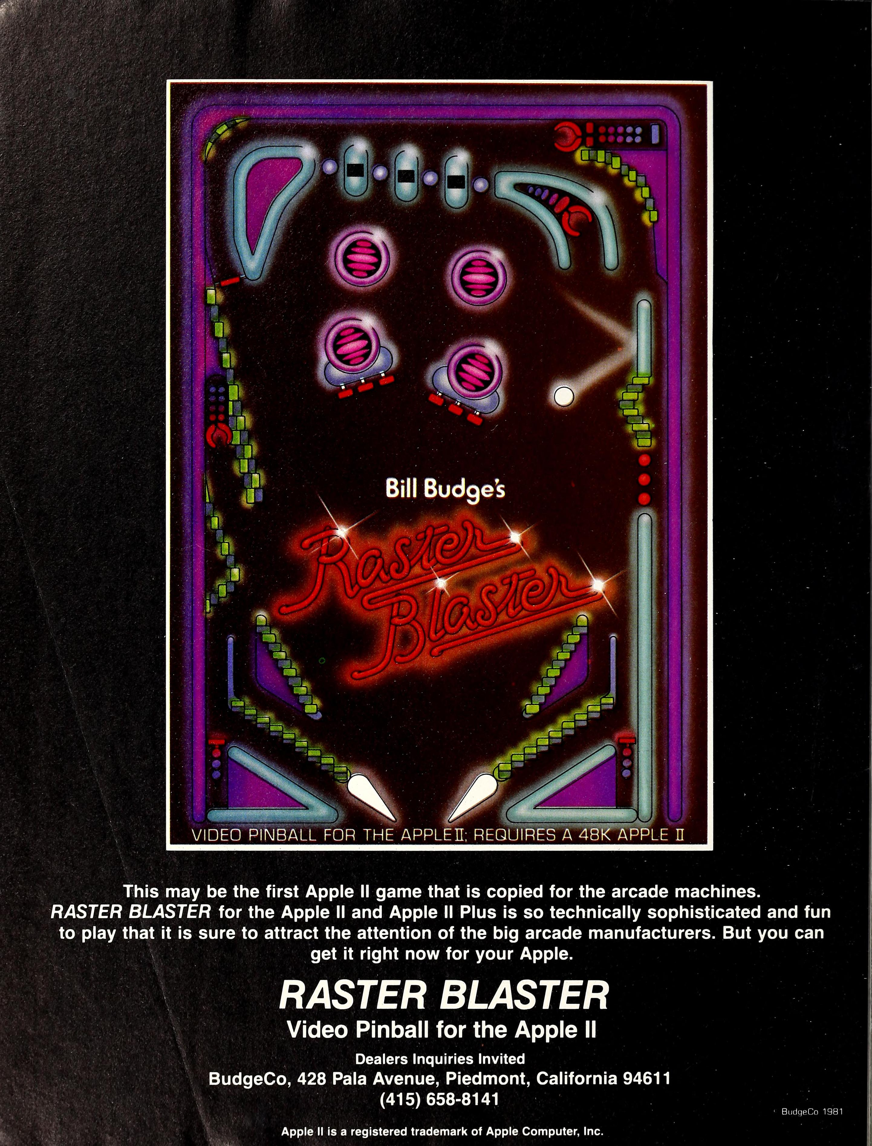 Bill Budge's
Raster
Blaster
VIDEO PINBALL FOR THE APPLE II; REQUIRES A 48K APPLE II
This may be the first Apple II game that is copied for the arcade machines.
RASTER BLASTER for the Apple II and Apple II Plus is so technically sophisticated and fun
to play that it is sure to attract the attention of the big arcade manufacturers. But you can
get it right now for your Apple.
RASTER BLASTER
Video Pinball for the Apple II
Dealers Inquiries Invited
BudgeCo, 428 Pala Avenue, Piedmont, California 94611
(415) 658-8141
BudgeCo 1981
Apple II is a registered trademark of Apple Computer, Inc.